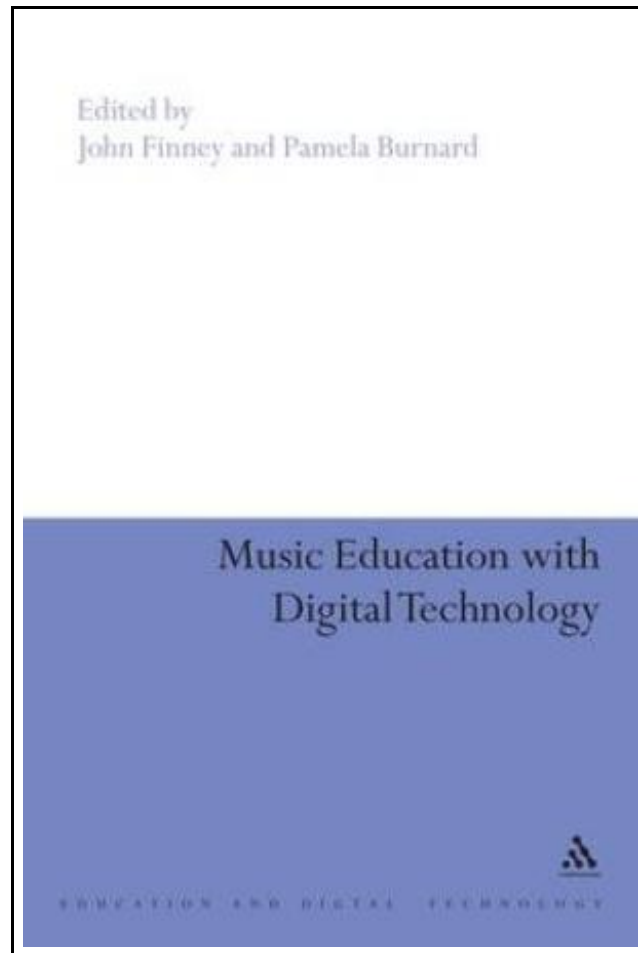 Edited by
John Finney and Pamela Burnard
Music Education with
Digital Technology
EDUCATION AND DIGITAL TECHNOLOGY